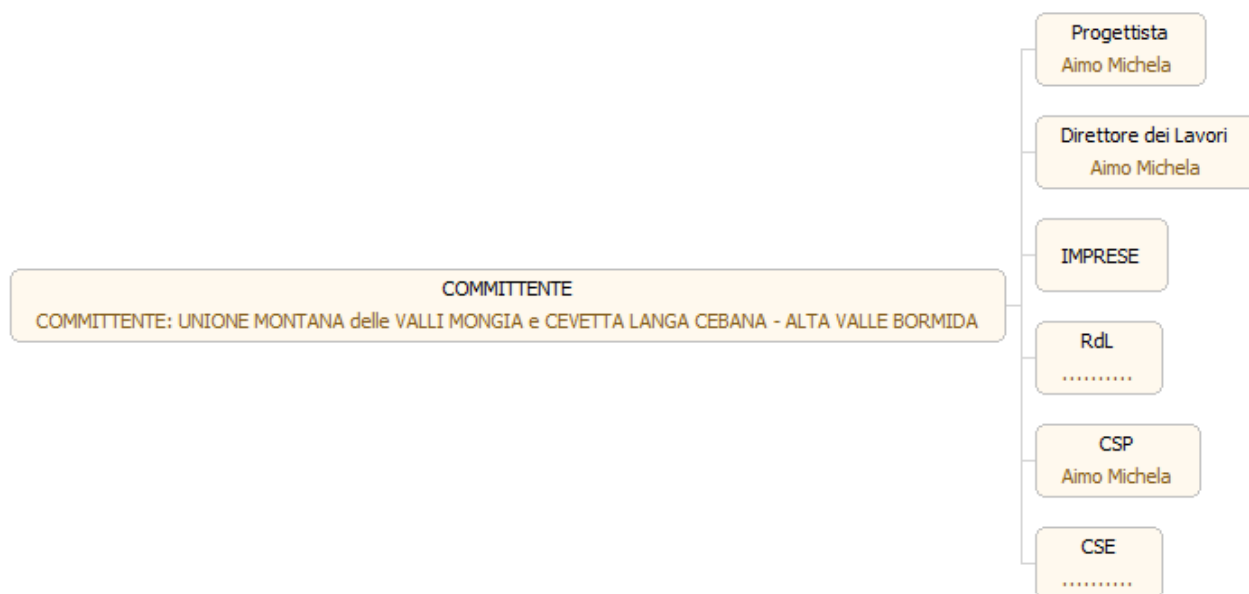 Progettista
Aimo Michela
Direttore dei Lavori
Aimo Michela
IMPRESE
COMMITTENTE
COMMITTENTE: UNIONE MONTANA delle VALLI MONGIA e CEVETTA LANGA CEBANA - ALTA VALLE BORMIDA
RdL
..........
CSP
Aimo Michela
CSE
..........